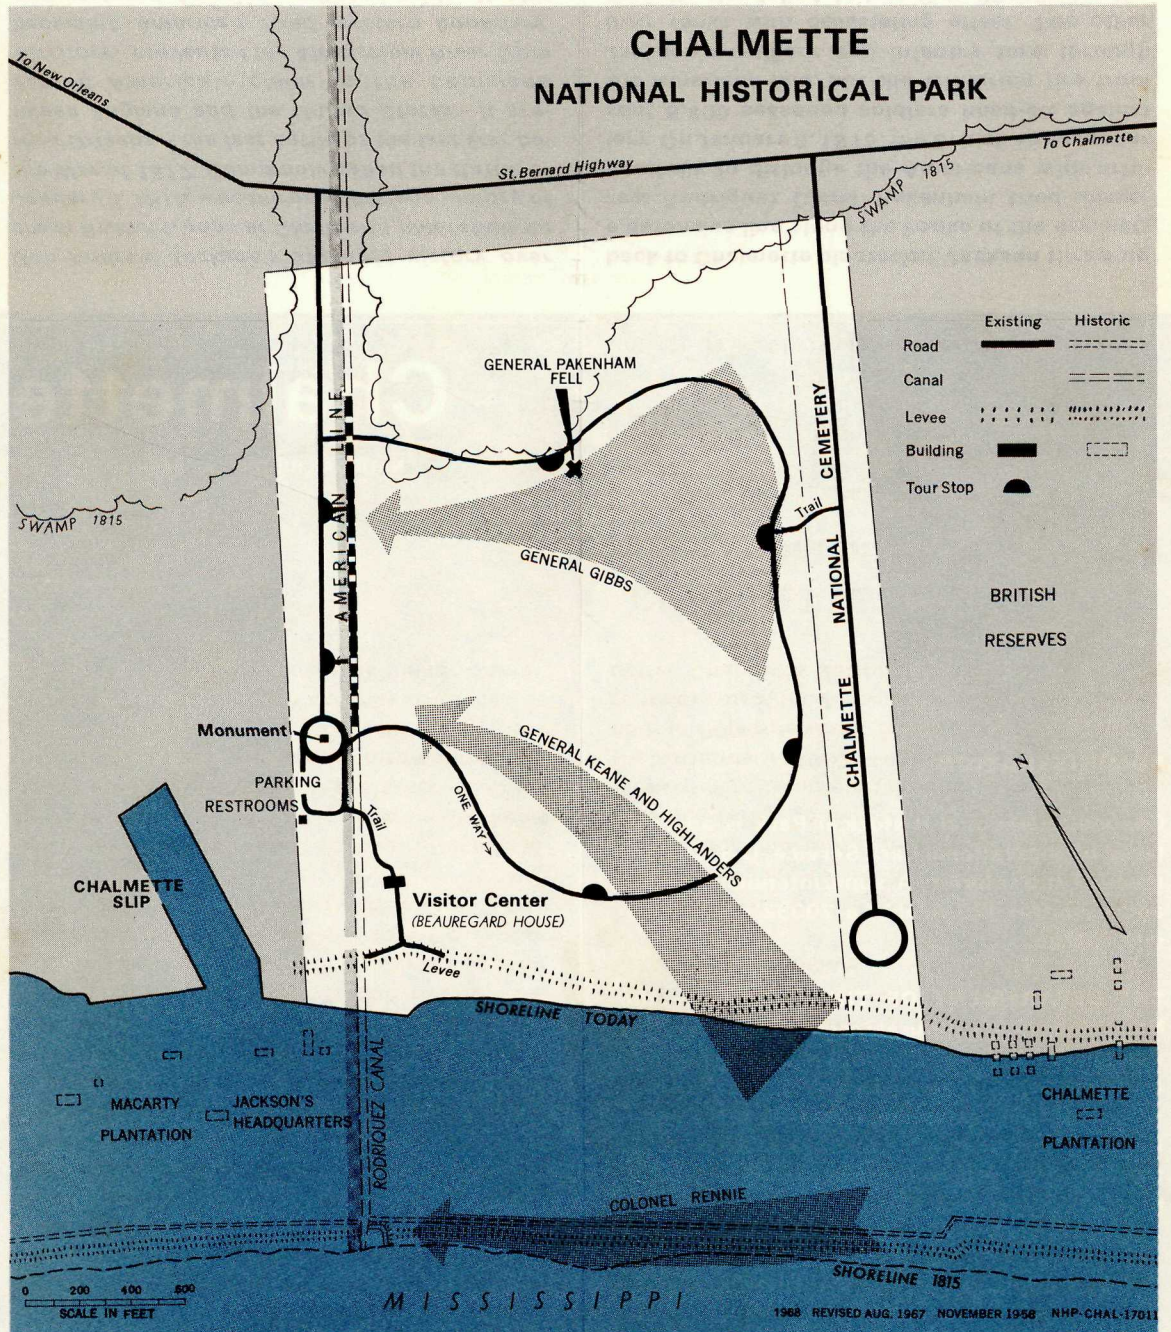 CHALMETTE
NATIONAL HISTORICAL PARK
To New Orleans
St. Bernard Highway
To Chalmette
SWAMP 1815
Existing Historic
Road
Canal
Levee
Building
Tour Stop
GENERAL PAKENHAM
FELL
AMERICAN LINE
CHALMETTE NATIONAL CEMETERY
Trail
SWAMP 1815
GENERAL GIBBS
BRITISH
RESERVES
Monument
GENERAL KEANE AND HIGHLANDERS
PARKING
RESTROOMS
Trail
ONE WAY →
N
CHALMETTE
SLIP
Visitor Center
(BEAUREGARD HOUSE)
Levee
SHORELINE TODAY
RODRIQUEZ CANAL
MACARTY
PLANTATION
JACKSON'S
HEADQUARTERS
CHALMETTE
PLANTATION
COLONEL RENNIE
SHORELINE 1815
0 200 400 600
SCALE IN FEET
MISSISSIPPI
1968 REVISED AUG. 1967 NOVEMBER 1958 NHP-CHAL-17011